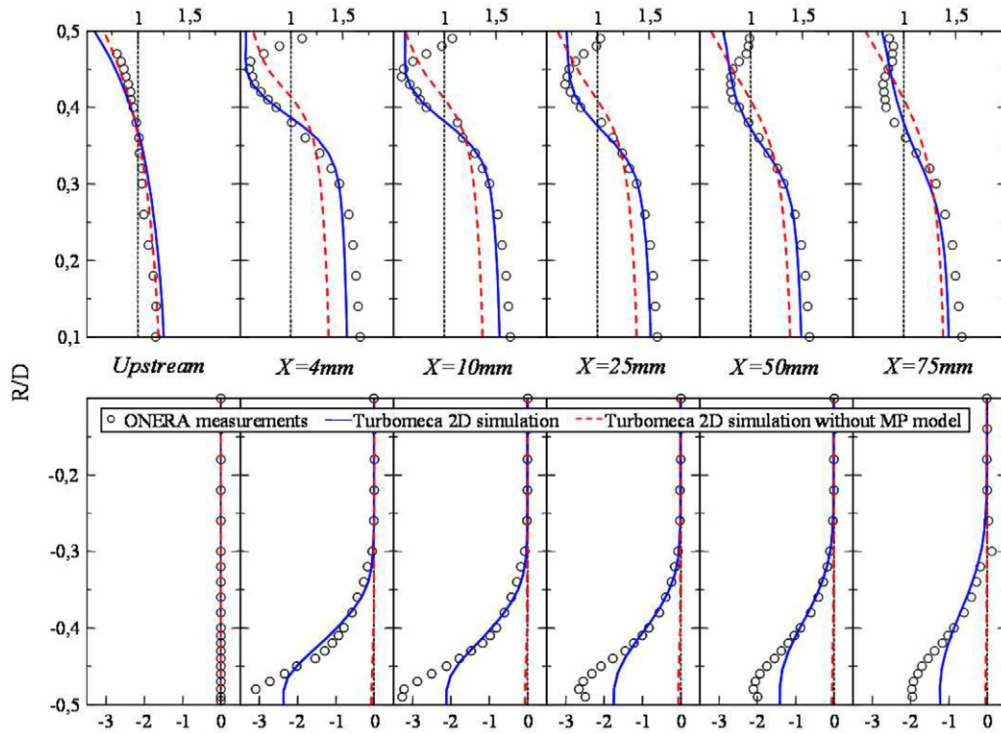 1 1,5 1 1,5 1 1,5 1 1,5 1 1,5 1 1,5
0,5
0,4
0,3
0,2
0,1
Upstream X=4mm X=10mm X=25mm X=50mm X=75mm
R/D
ONERA measurements Turbomeca 2D simulation Turbomeca 2D simulation without MP model
-0,2
-0,3
-0,4
-0,5
-3 -2 -1 0 -3 -2 -1 0 -3 -2 -1 0 -3 -2 -1 0 -3 -2 -1 0 -3 -2 -1 0